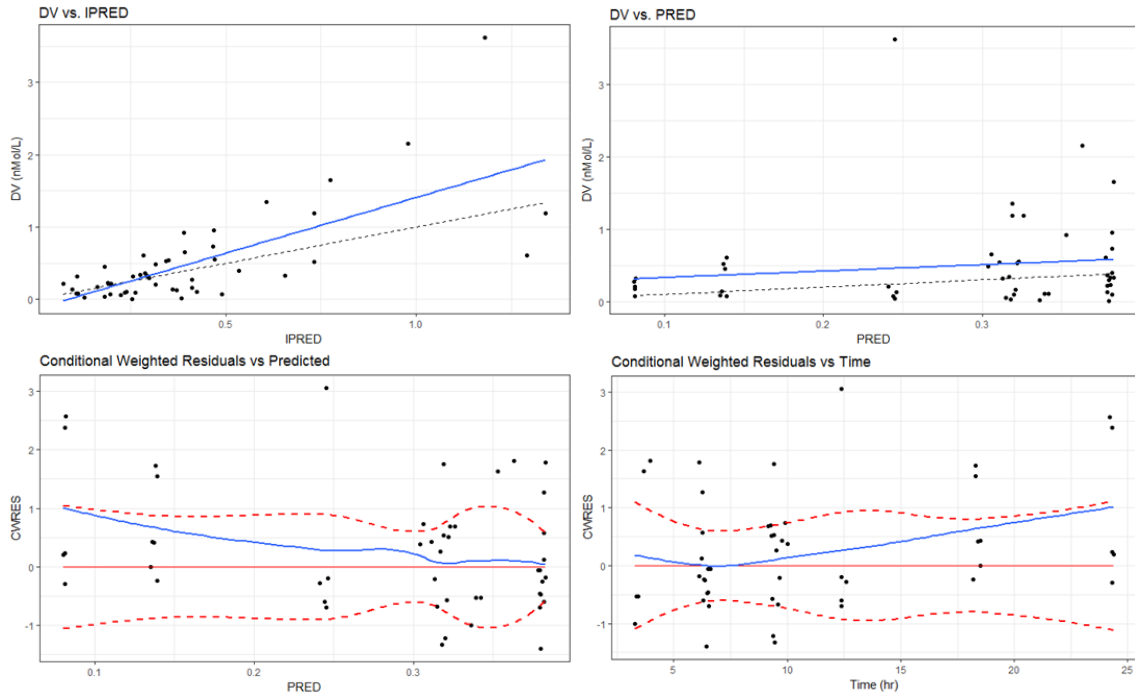 DV vs. IPRED
DV (nMol/L)
3
2
1
0
0.5
1.0
IPRED
DV vs. PRED
DV (nMol/L)
3
2
1
0
0.1
0.2
0.3
PRED
Conditional Weighted Residuals vs Predicted
CWRES
3
2
1
0
-1
0.1
0.2
0.3
PRED
Conditional Weighted Residuals vs Time
CWRES
3
2
1
0
-1
5
10
15
20
25
Time (hr)